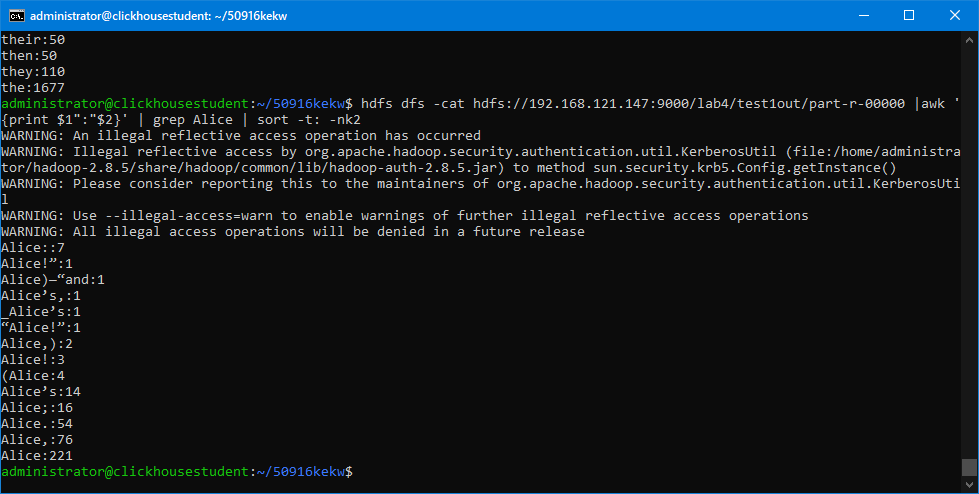 administrator@clickhousestudent: ~/50916kekw
their:50
then:50
they:110
the:1677
administrator@clickhousestudent:~/50916kekw$ hdfs dfs -cat hdfs://192.168.121.147:9000/lab4/test1out/part-r-00000 |awk '
{print $1":"$2}' | grep Alice | sort -t: -nk2
WARNING: An illegal reflective access operation has occurred
WARNING: Illegal reflective access by org.apache.hadoop.security.authentication.util.KerberosUtil (file:/home/administra
tor/hadoop-2.8.5/share/hadoop/common/lib/hadoop-auth-2.8.5.jar) to method sun.security.krb5.Config.getInstance()
WARNING: Please consider reporting this to the maintainers of org.apache.hadoop.security.authentication.util.KerberosUti
l
WARNING: Use --illegal-access=warn to enable warnings of further illegal reflective access operations
WARNING: All illegal access operations will be denied in a future release
Alice::7
Alice!”:1
Alice)—“and:1
Alice’s,:1
_Alice’s:1
“Alice!”:1
Alice,):2
Alice!:3
(Alice:4
Alice’s:14
Alice;:16
Alice.:54
Alice,:76
Alice:221
administrator@clickhousestudent:~/50916kekw$